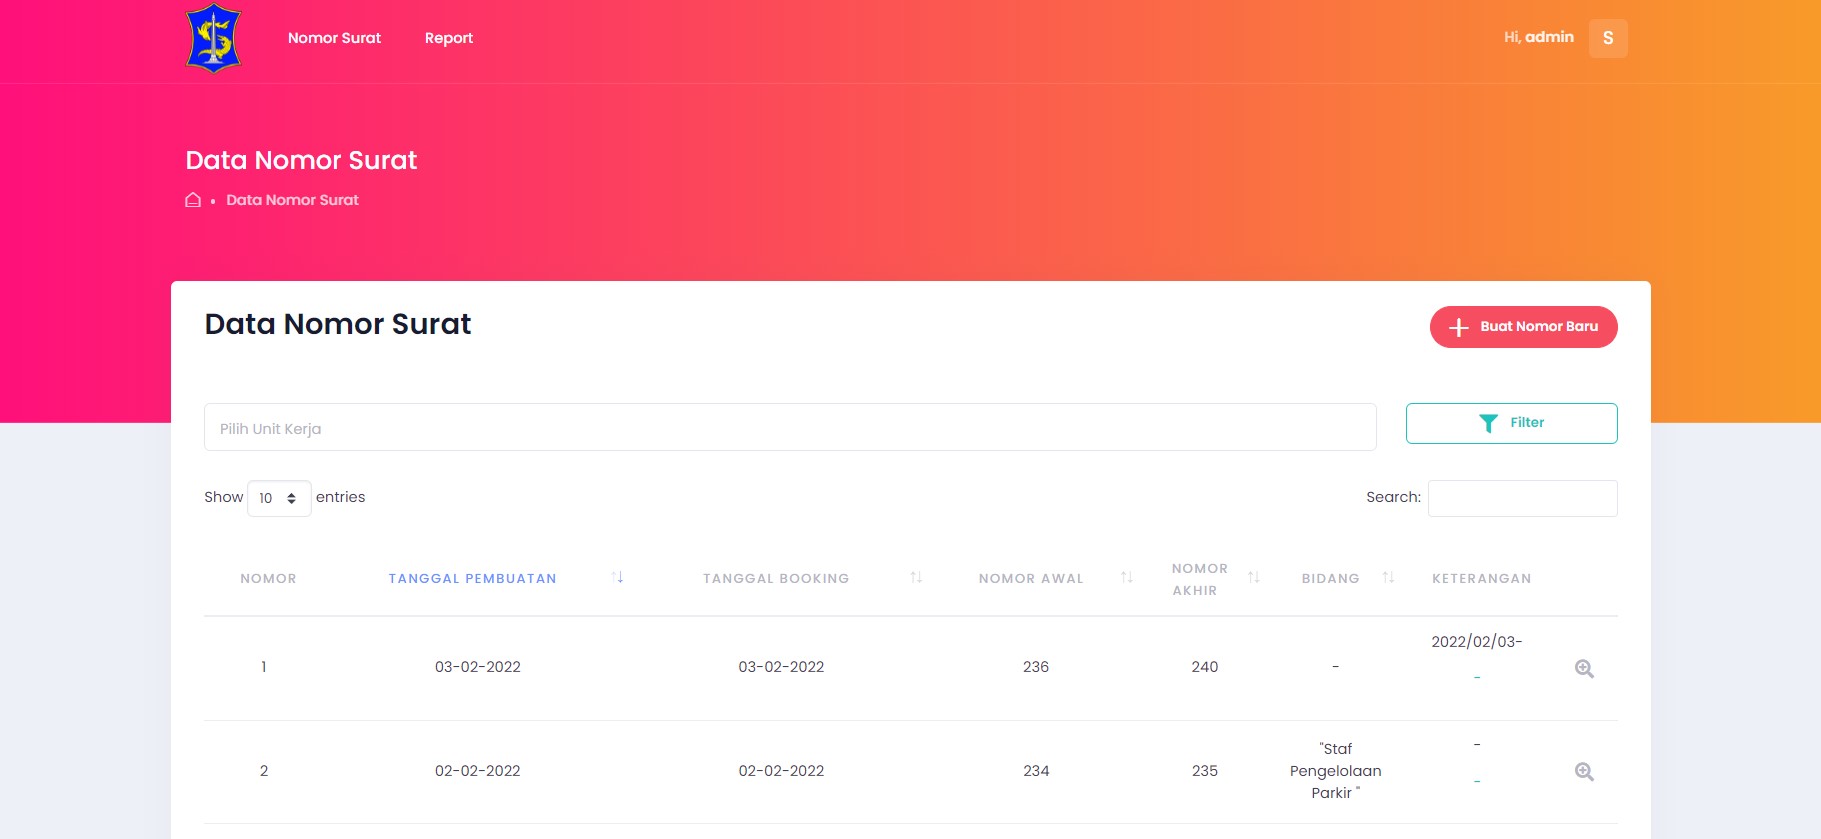 Nomor Surat Report Hi, admin S
Data Nomor Surat
• Data Nomor Surat
Data Nomor Surat
Buat Nomor Baru
Pilih Unit Kerja
Filter
Show 10 entries
Search:
NOMOR TANGGAL PEMBUATAN TANGGAL BOOKING NOMOR AWAL NOMOR AKHIR BIDANG KETERANGAN
1 03-02-2022 03-02-2022 236 240 - 2022/02/03-
-
2 02-02-2022 02-02-2022 234 235 "Staf Pengelolaan Parkir " -
-